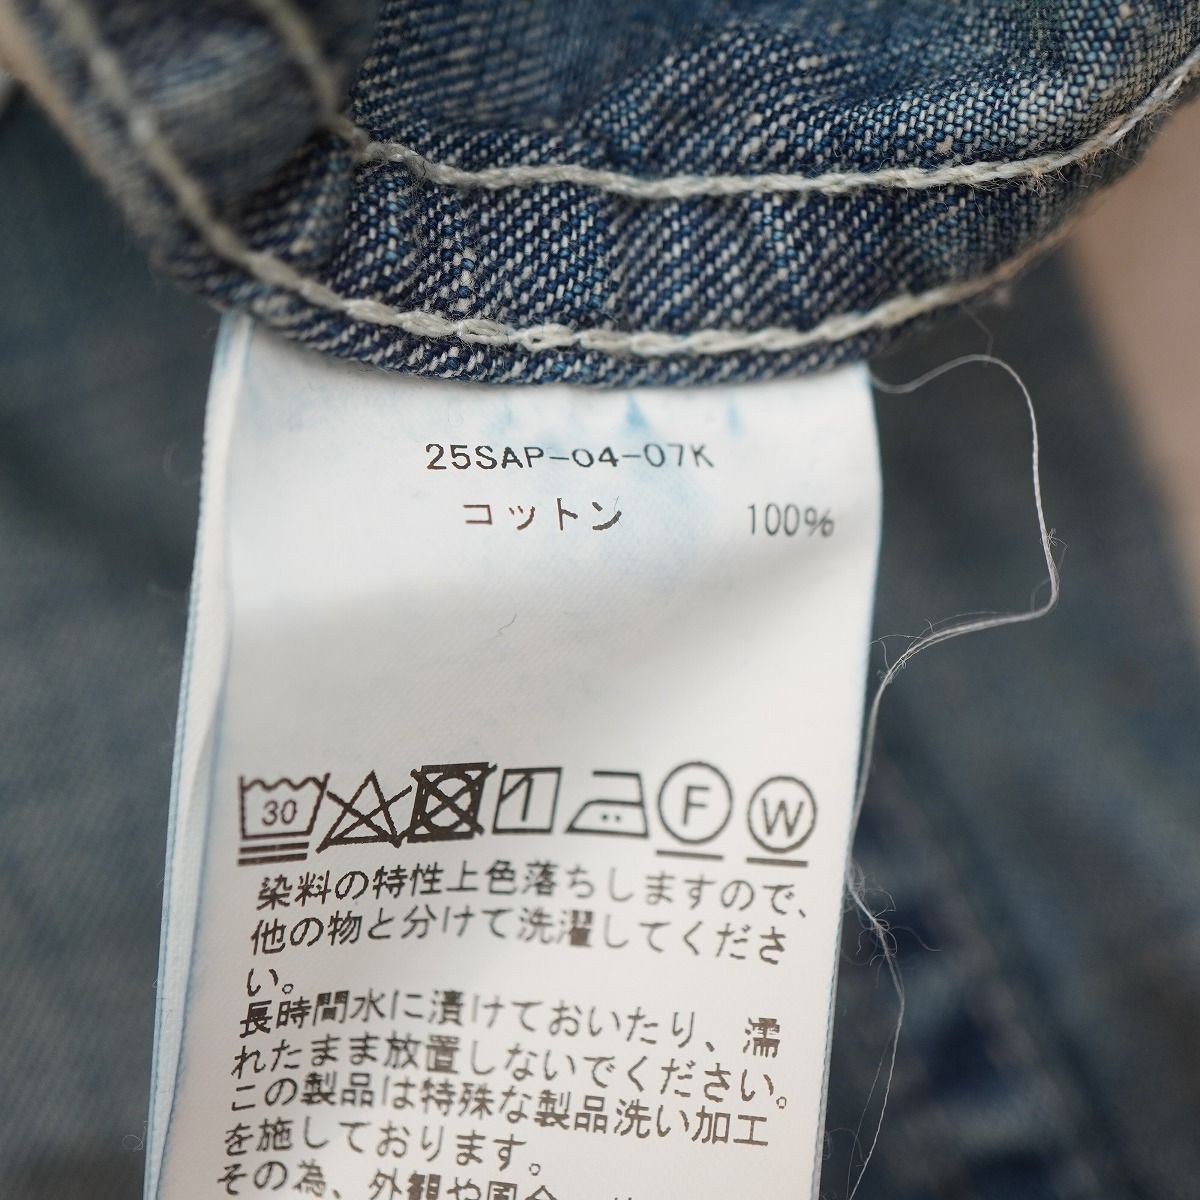 25SAP-04-07K
コットン 100%
30 F W
染料の特性上色落ちしますので、
他の物と分けて洗濯してくださ
い。
長時間水に漬けておいたり、濡
れたまま放置しないでください。
この製品は特殊な製品洗い加工
を施しております。
その為、外観や風合